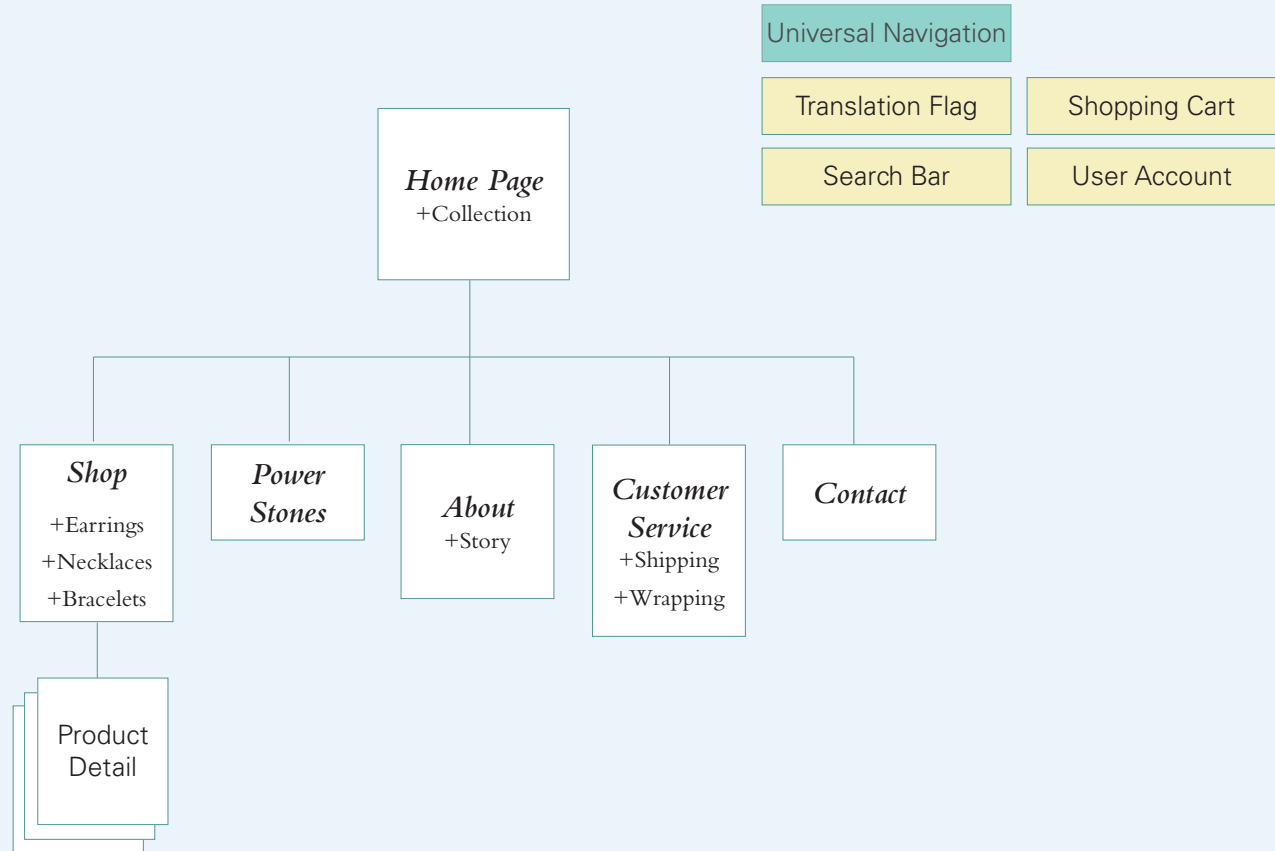 Universal Navigation
Translation Flag
Shopping Cart
Search Bar
User Account
Home Page
+Collection
Shop
+Earrings
+Necklaces
+Bracelets
Power
Stones
About
+Story
Customer
Service
+Shipping
+Wrapping
Contact
Product
Detail